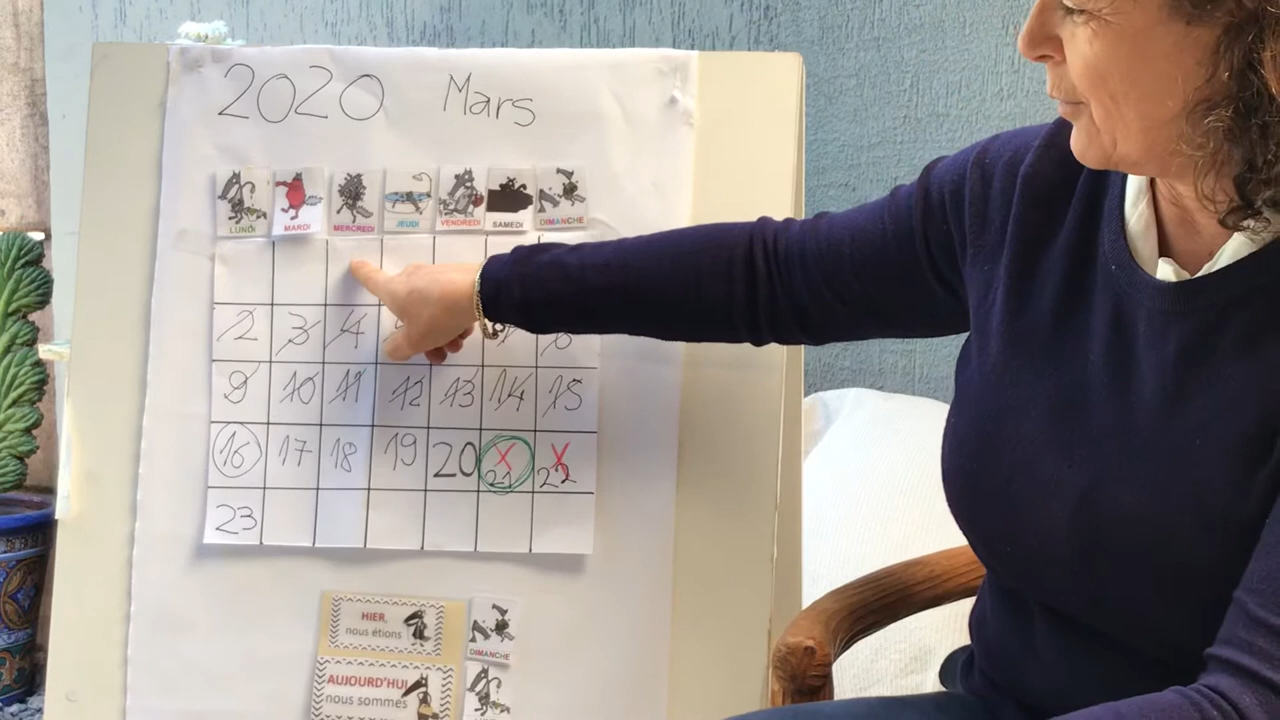 2020 Mars
LUNDI MARDI MERCREDI JEUDI VENDREDI SAMEDI DIMANCHE
2 3 4
9 10 11 12 13 14 15
16 17 18 19 20 21 22
23
HIER,
nous étions
DIMANCHE
AUJOURD'HUI
nous sommes